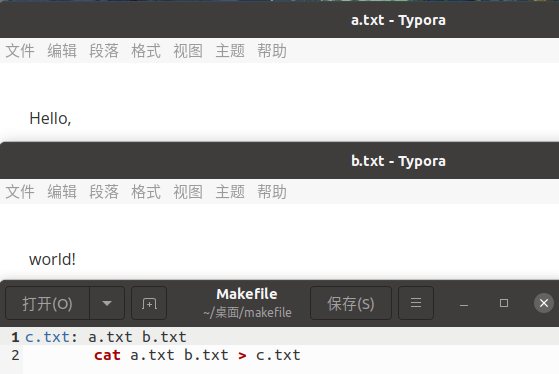 a.txt - Typora
文件 编辑 段落 格式 视图 主题 帮助
Hello,
b.txt - Typora
文件 编辑 段落 格式 视图 主题 帮助
world!
打开(O) Makefile 保存(S)
~/桌面/makefile
1 c.txt: a.txt b.txt
2 cat a.txt b.txt > c.txt